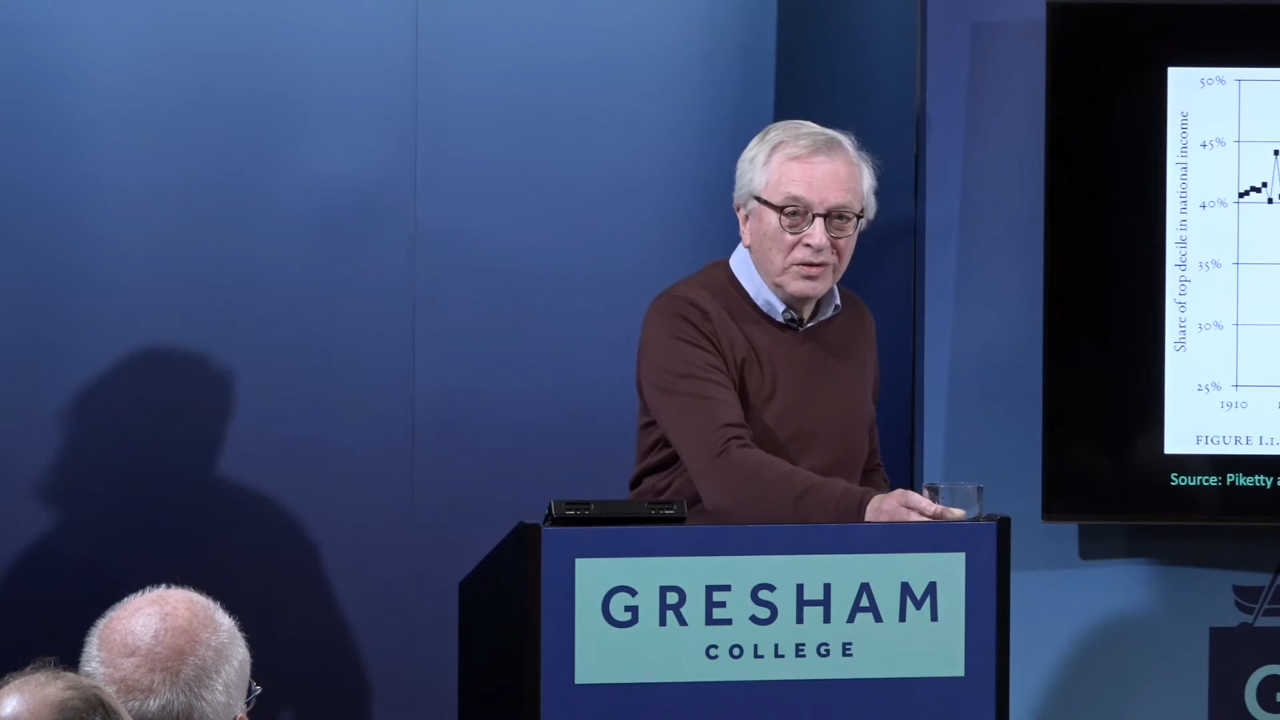 50%
45%
40%
35%
30%
25%
Share of top decile in national income
1910
FIGURE I.1.
Source: Piketty a
GRESHAM
COLLEGE
G